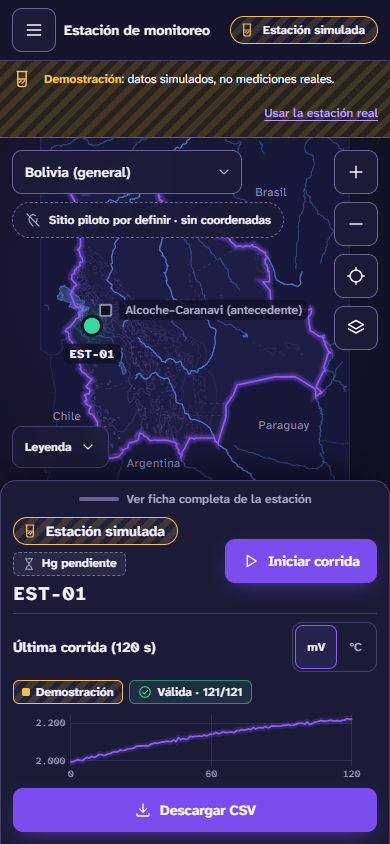 Estación de monitoreo
Estación simulada
Demostración: datos simulados, no mediciones reales.
Usar la estación real
Bolivia (general)
Brasil
Sitio piloto por definir · sin coordenadas
Alcoche–Caranavi (antecedente)
EST-01
Chile
Paraguay
Leyenda
Argentina
Ver ficha completa de la estación
Estación simulada
Hg pendiente
Iniciar corrida
EST-01
Última corrida (120 s)
mV
°C
Demostración
Válida · 121/121
2.200
2.000
0
60
120
Descargar CSV